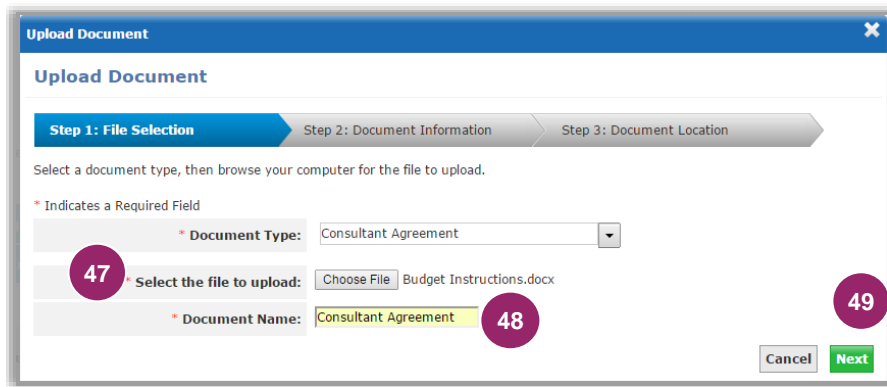 Upload Document
Upload Document
Step 1: File Selection Step 2: Document Information Step 3: Document Location
Select a document type, then browse your computer for the file to upload.
* Indicates a Required Field
* Document Type: Consultant Agreement
47 * Select the file to upload: Choose File Budget Instructions.docx
* Document Name: Consultant Agreement 48
49
Cancel Next